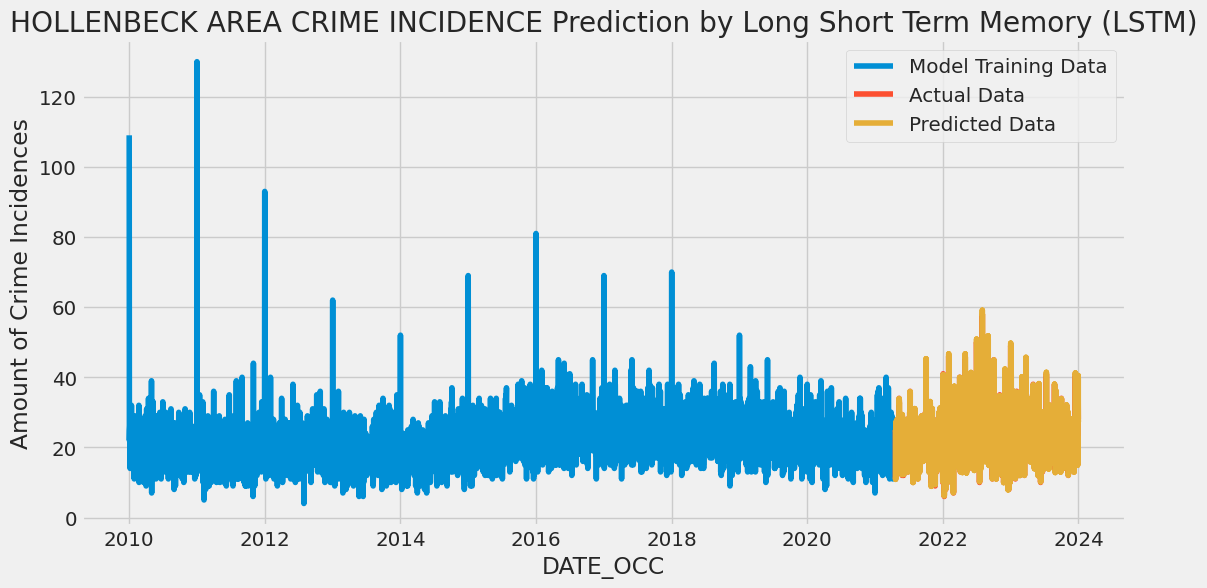 HOLLENBECK AREA CRIME INCIDENCE Prediction by Long Short Term Memory (LSTM)
Model Training Data
Actual Data
Predicted Data
Amount of Crime Incidences
120
100
80
60
40
20
0
2010 2012 2014 2016 2018 2020 2022 2024
DATE_OCC